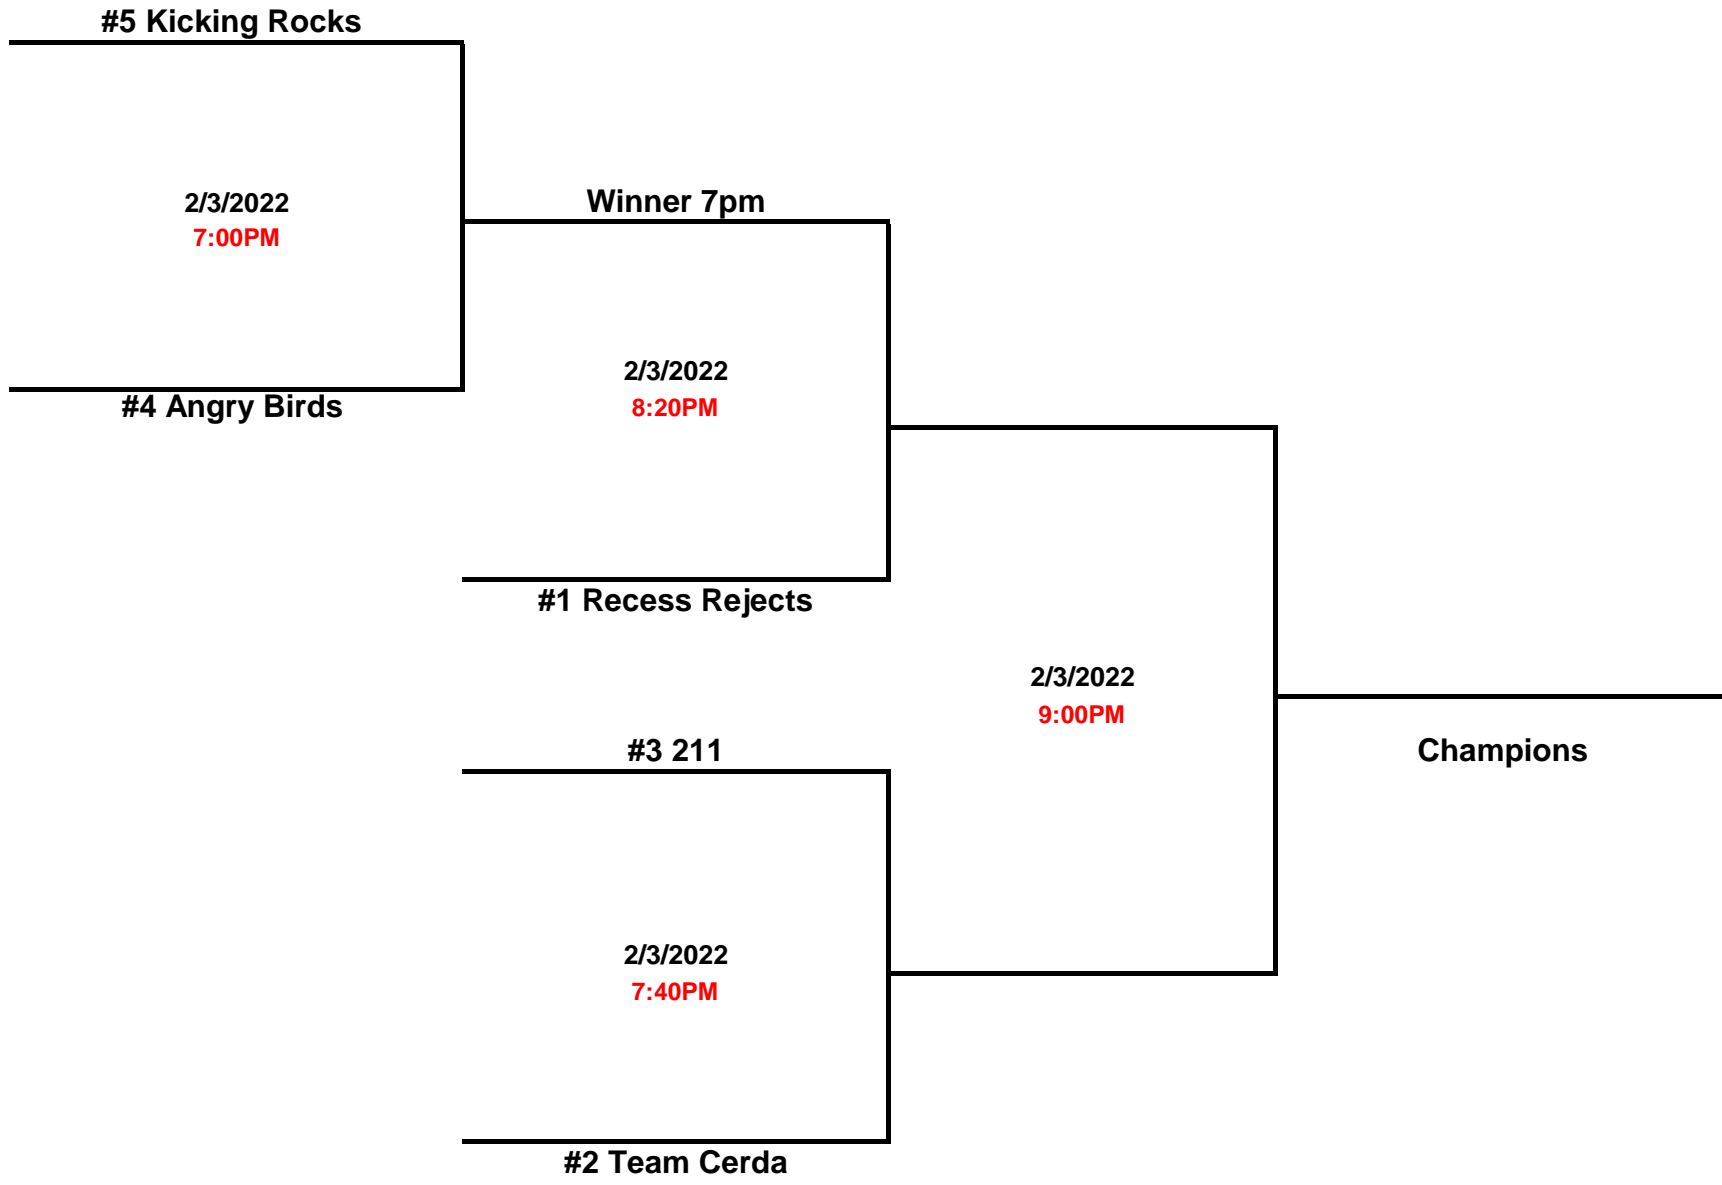 #5 Kicking Rocks
2/3/2022
7:00PM
#4 Angry Birds
Winner 7pm
2/3/2022
8:20PM
#1 Recess Rejects
#3 211
2/3/2022
7:40PM
#2 Team Cerda
2/3/2022
9:00PM
Champions